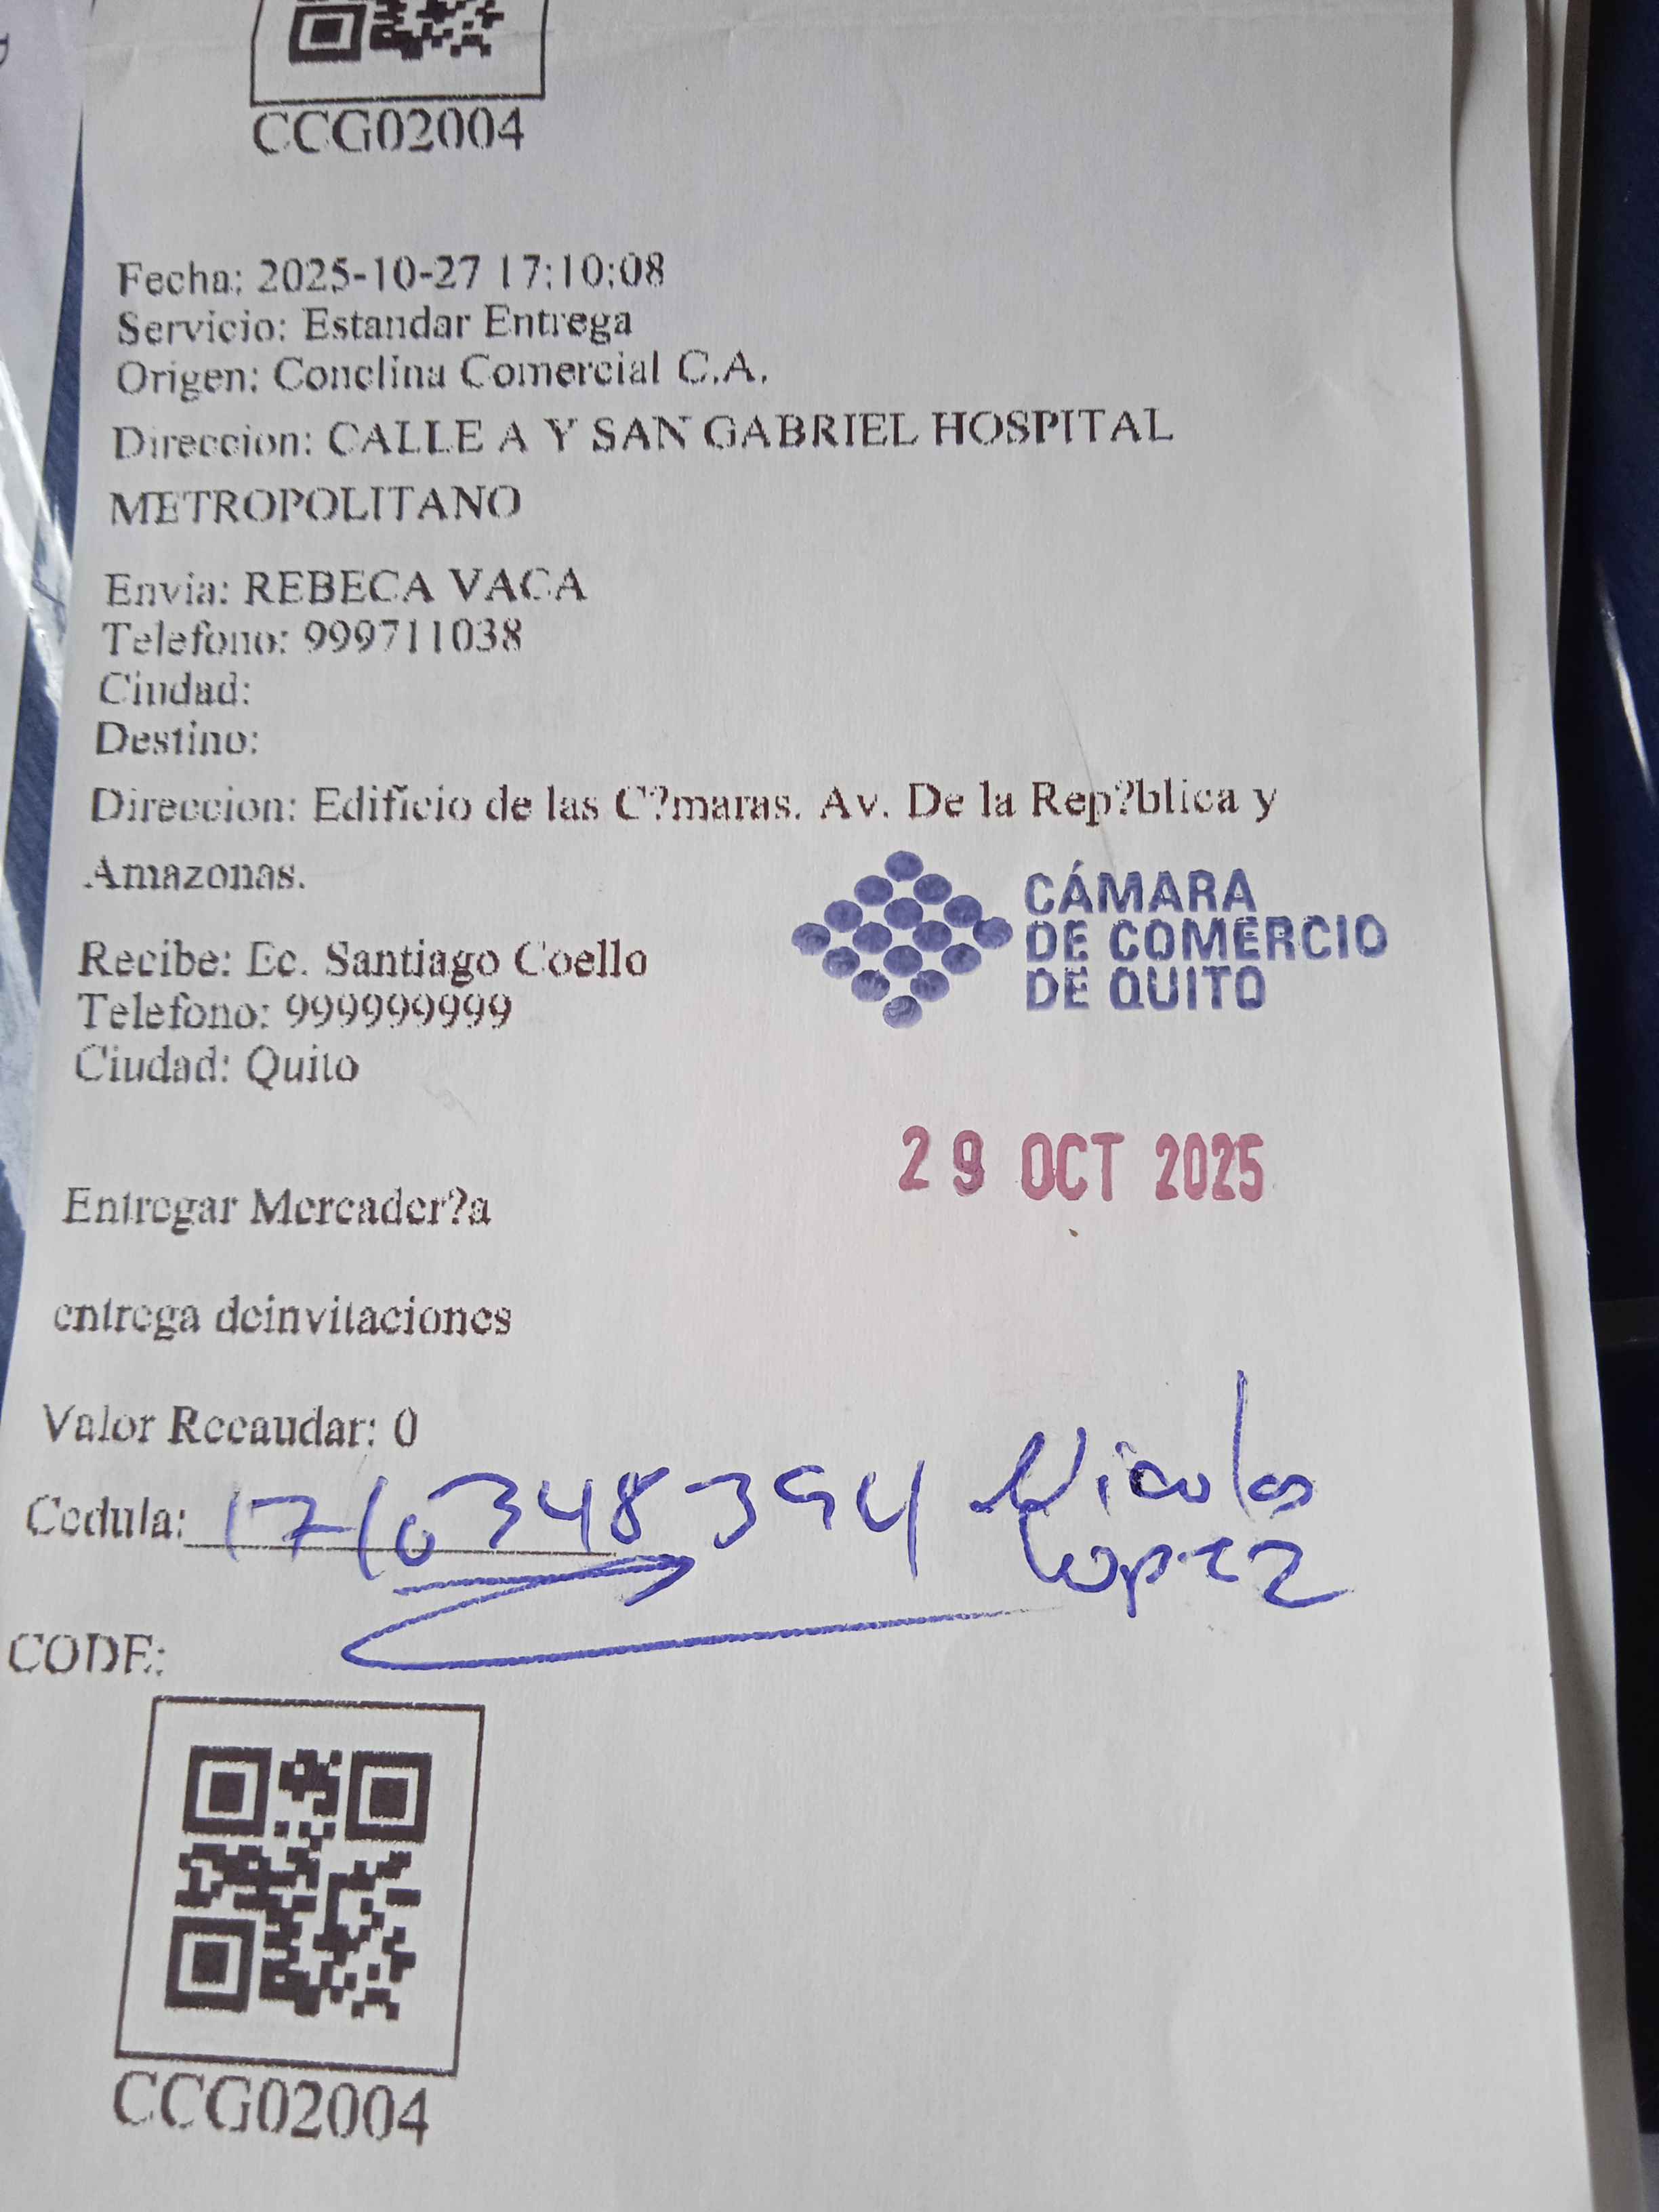 CCG02004
Fecha: 2025-10-27 17:10:08
Servicio: Estandar Entrega
Origen: Conclina Comercial C.A.
Direccion: CALLE A Y SAN GABRIEL HOSPITAL
METROPOLITANO
Envia: REBECA VACA
Telefono: 999711038
Ciudad:
Destino:
Direccion: Edificio de las C?maras. Av. De la Rep?blica y
Amazonas.
CÁMARA
DE COMERCIO
DE QUITO
Recibe: Ec. Santiago Coello
Telefono: 999999999
Ciudad: Quito
29 OCT 2025
Entregar Mercader?a
entrega deinvitaciones
Valor Recaudar: 0
Cedula: 1710348394 Nicolas
Lopez
CODE:
CCG02004